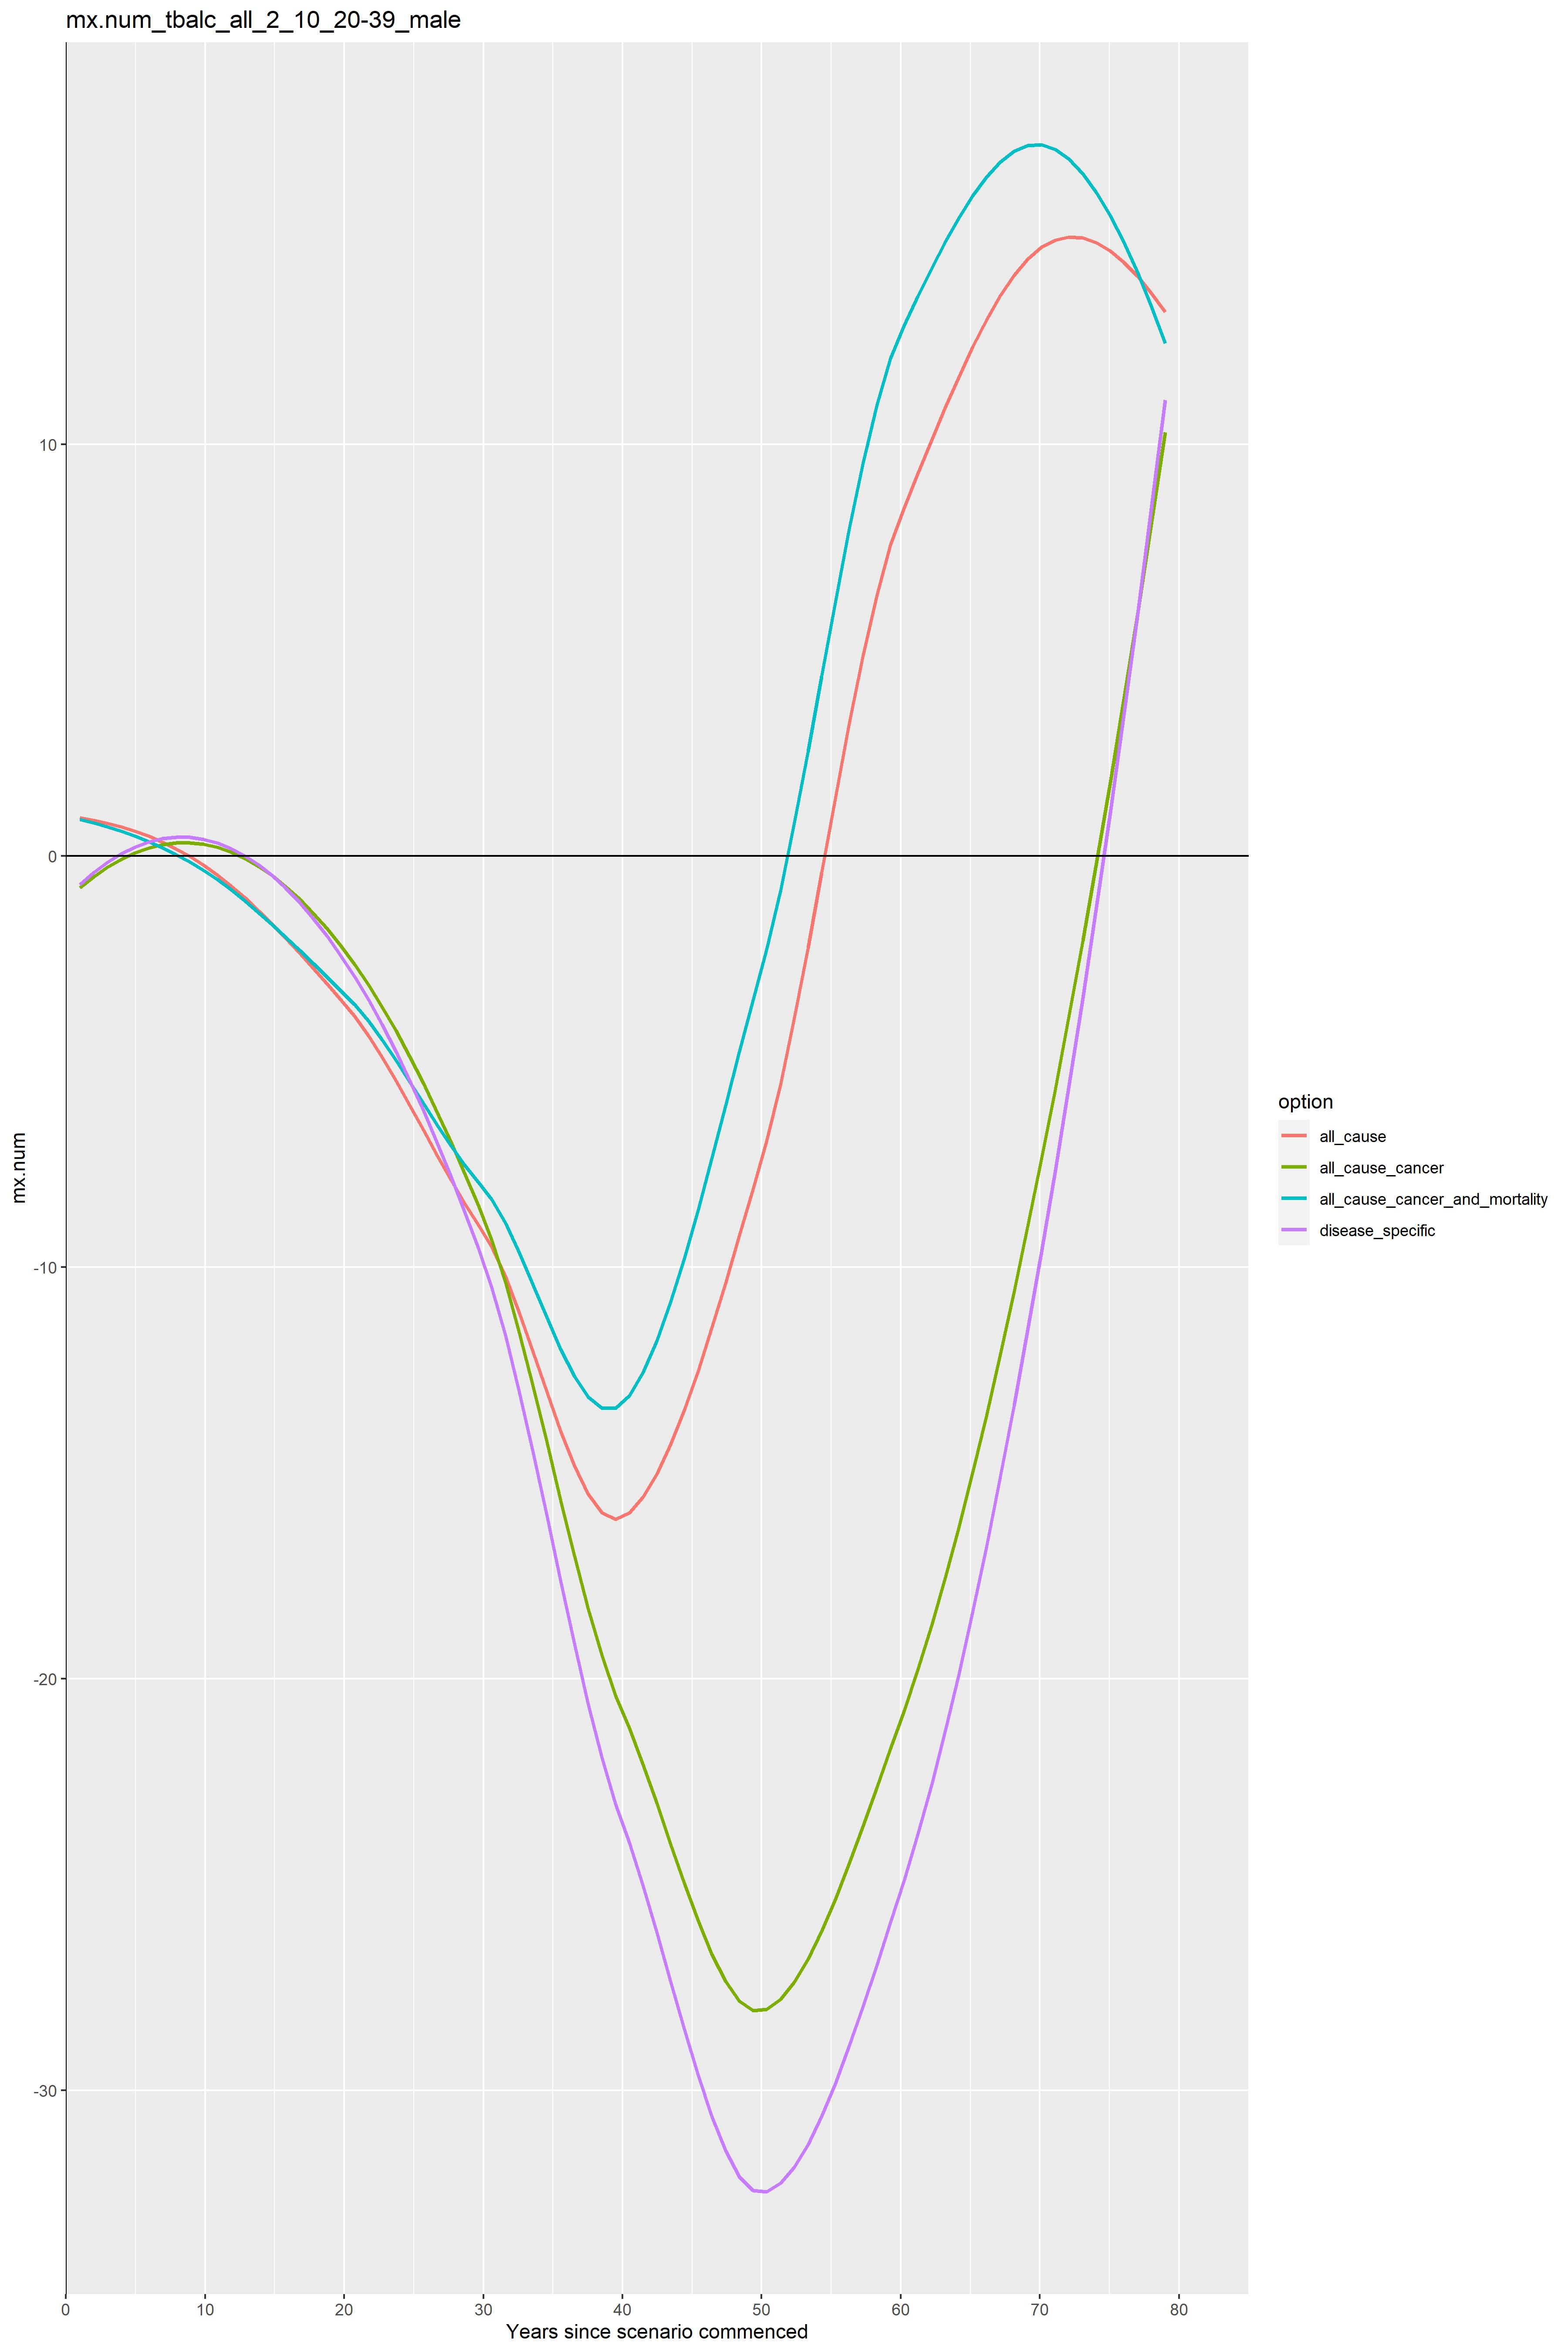 mx.num_tbalc_all_2_10_20-39_male
mx.num
10
0
-10
-20
-30
0 10 20 30 40 50 60 70 80
Years since scenario commenced
option
all_cause
all_cause_cancer
all_cause_cancer_and_mortality
disease_specific